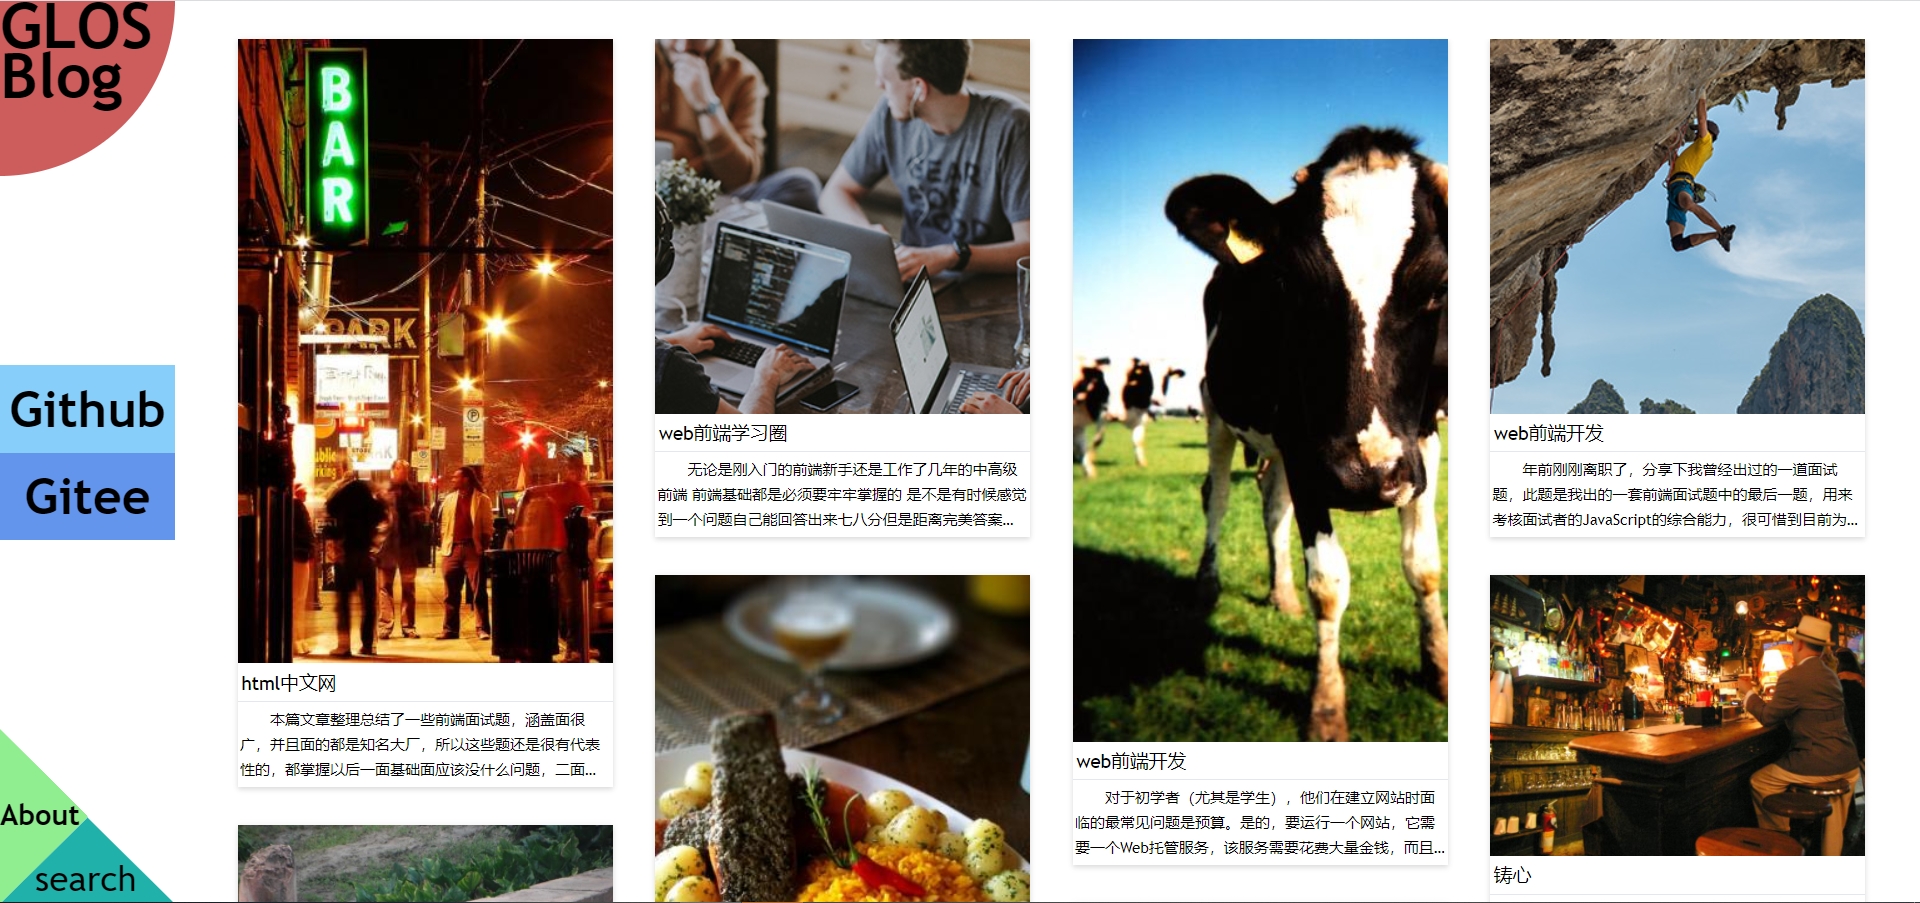 GLOS
Blog
Github
Gitee
About
search
BAR
PARK
html中文网
本篇文章整理总结了一些前端面试题，涵盖面很
广，并且面的都是知名大厂，所以这些题还是很有代表
性的，都掌握以后一面基础面应该没什么问题，二面...
web前端学习圈
无论是刚入门的前端新手还是工作了几年的中高级
前端 前端基础都是必须要牢牢掌握的 是不是有时候感觉
到一个问题自己能回答出来七八分但是距离完美答案...
web前端开发
对于初学者（尤其是学生），他们在建立网站时面
临的最常见问题是预算。是的，要运行一个网站，它需
要一个Web托管服务，该服务需要花费大量金钱，而且...
web前端开发
年前刚刚离职了，分享下我曾经出过的一道面试
题，此题是我出的一套前端面试题中的最后一题，用来
考核面试者的JavaScript的综合能力，很可惜到目前为...
铸心